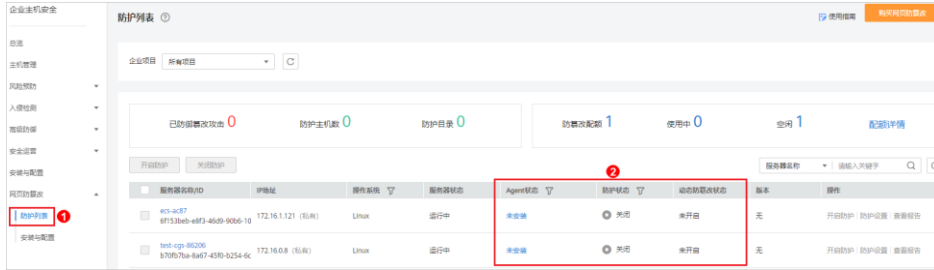 企业主机安全
防护列表
使用指南
购买网页防篡改
总览
主机管理
风险预防
入侵检测
高级防御
安全运营
安装与配置
网页防篡改
防护列表 1
安装与配置
企业项目 所有项目
已防御篡改攻击 0
防护主机数 0
防护目录 0
防篡改配额 1
使用中 0
空闲 1
配额详情
开启防护
关闭防护
2
服务器名称
请输入关键字
服务器名称/ID IP地址 操作系统 服务器状态 Agent状态 防护状态 动态防篡改状态 版本 操作
ecs-ac87
6f153beb-e8f3-46d9-90b6-10 172.16.1.121 (私有) Linux 运行中 未安装 关闭 未开启 无 开启防护 防护设置 查看报告
test-cgs-86206
b70fb7ba-8a67-45f0-b254-6c 172.16.0.8 (私有) Linux 运行中 未安装 关闭 未开启 无 开启防护 防护设置 查看报告